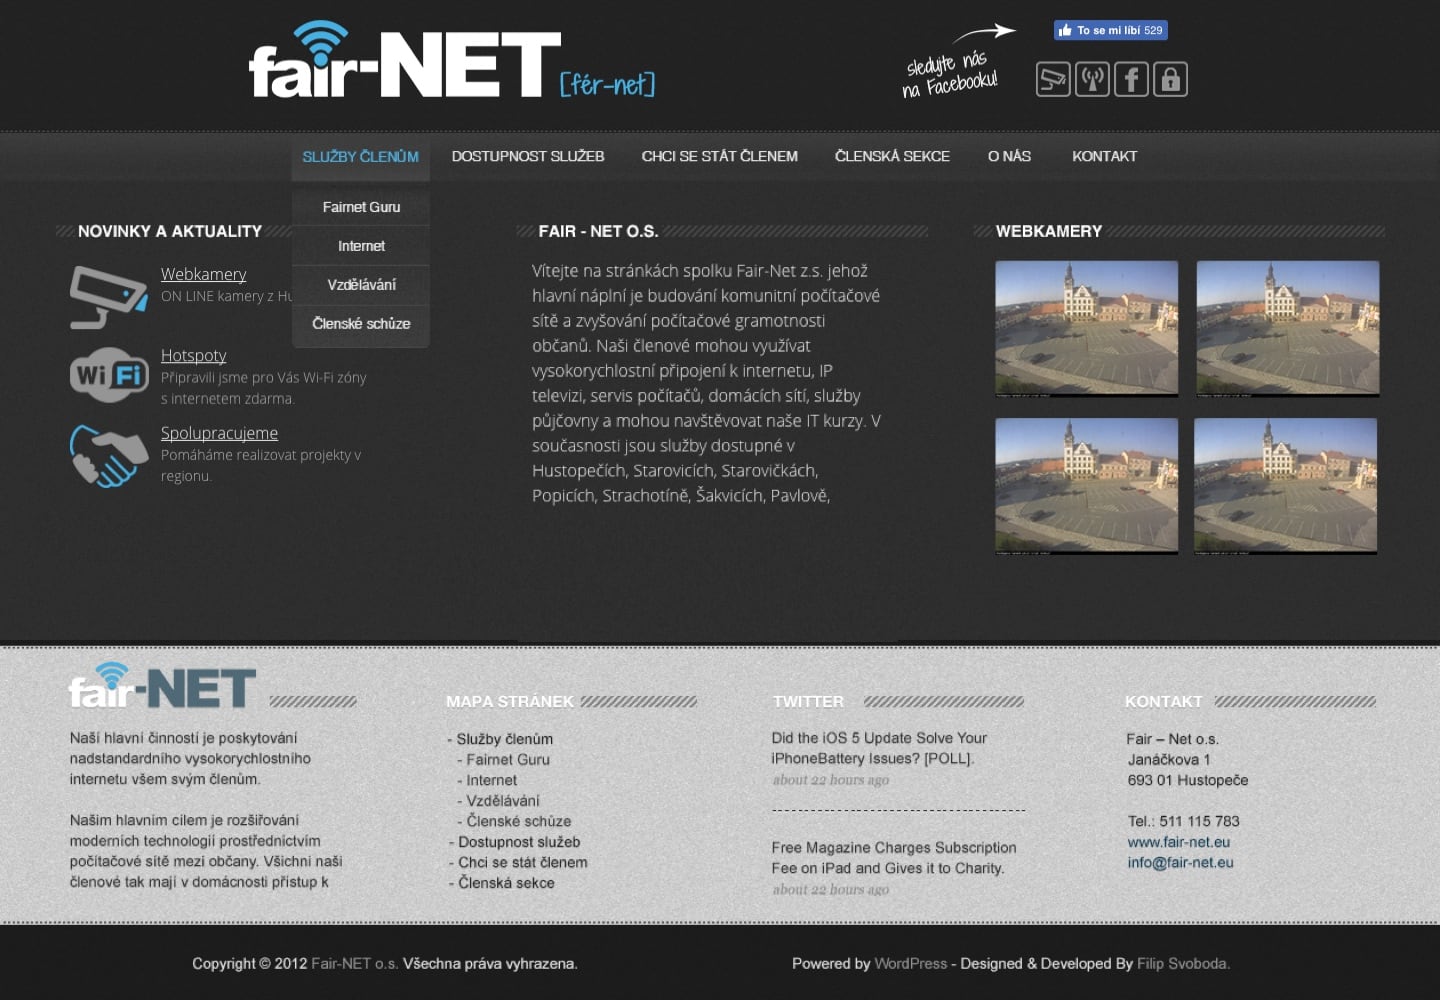 fair-NET
[fér-net]
sledujte nás
na Facebooku!
To se mi líbí 529
SLUŽBY ČLENŮM
DOSTUPNOST SLUŽEB
CHCI SE STÁT ČLENEM
ČLENSKÁ SEKCE
O NÁS
KONTAKT
Fairnet Guru
Internet
Vzdělávání
Členské schůze
NOVINKY A AKTUALITY
Webkamery
ON LINE kamery z Hu
Hotspoty
WiFi
Připravili jsme pro Vás Wi-Fi zóny
s internetem zdarma.
Spolupracujeme
Pomáháme realizovat projekty v
regionu.
FAIR - NET O.S.
Vítejte na stránkách spolku Fair-Net z.s. jehož
hlavní náplní je budování komunitní počítačové
sítě a zvyšování počítačové gramotnosti
občanů. Naši členové mohou využívat
vysokorychlostní připojení k internetu, IP
televizi, servis počítačů, domácích sítí, služby
půjčovny a mohou navštěvovat naše IT kurzy. V
současnosti jsou služby dostupné v
Hustopečích, Starovicích, Starovičkách,
Popicích, Strachotíně, Šakvicích, Pavlově,
WEBKAMERY
fair-NET
Naší hlavní činností je poskytování
nadstandardního vysokorychlostního
internetu všem svým členům.
Našim hlavním cílem je rozšiřování
moderních technologií prostřednictvím
počítačové sítě mezi občany. Všichni naši
členové tak mají v domácnosti přístup k
MAPA STRÁNEK
- Služby členům
- Fairnet Guru
- Internet
- Vzdělávání
- Členské schůze
- Dostupnost služeb
- Chci se stát členem
- Členská sekce
TWITTER
Did the iOS 5 Update Solve Your
iPhoneBattery Issues? [POLL].
about 22 hours ago
Free Magazine Charges Subscription
Fee on iPad and Gives it to Charity.
about 22 hours ago
KONTAKT
Fair – Net o.s.
Janáčkova 1
693 01 Hustopeče
Tel.: 511 115 783
www.fair-net.eu
info@fair-net.eu
Copyright © 2012 Fair-NET o.s. Všechna práva vyhrazena.
Powered by WordPress - Designed & Developed By Filip Svoboda.